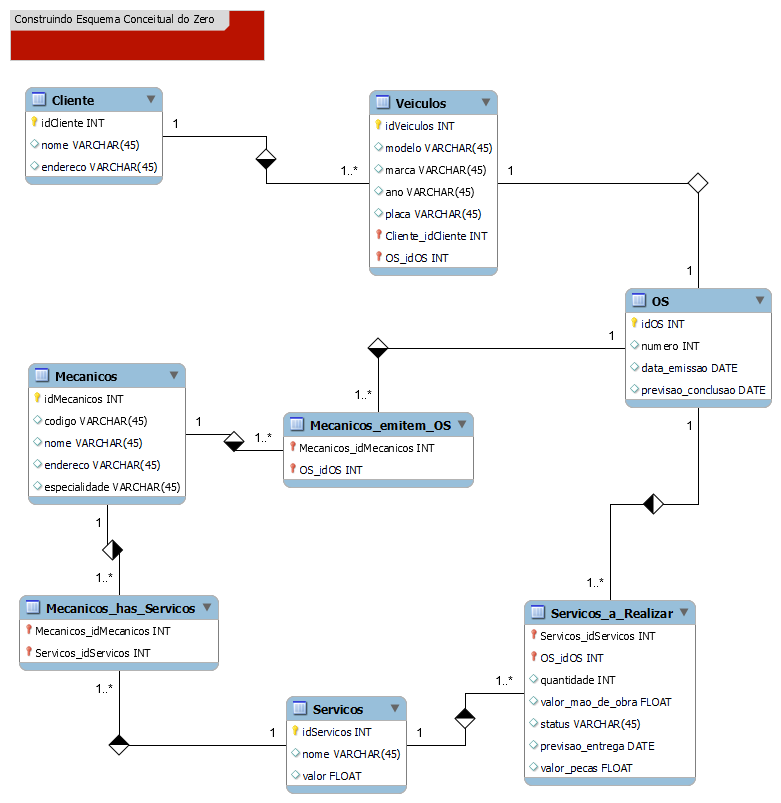 Construindo Esquema Conceitual do Zero
Cliente
idCliente INT
nome VARCHAR(45)
endereco VARCHAR(45)
1
1..*
Veiculos
idVeiculos INT
modelo VARCHAR(45)
marca VARCHAR(45)
ano VARCHAR(45)
placa VARCHAR(45)
Cliente_idCliente INT
OS_idOS INT
1
1
OS
idOS INT
numero INT
data_emissao DATE
previsao_conclusao DATE
1
1..*
Mecanicos
idMecanicos INT
codigo VARCHAR(45)
nome VARCHAR(45)
endereco VARCHAR(45)
especialidade VARCHAR(45)
1
1..*
Mecanicos_emitem_OS
Mecanicos_idMecanicos INT
OS_idOS INT
1
1
1..*
1..*
Mecanicos_has_Servicos
Mecanicos_idMecanicos INT
Servicos_idServicos INT
1..*
Servicos_a_Realizar
Servicos_idServicos INT
OS_idOS INT
quantidade INT
valor_mao_de_obra FLOAT
status VARCHAR(45)
previsao_entrega DATE
valor_pecas FLOAT
1..*
1
Servicos
idServicos INT
nome VARCHAR(45)
valor FLOAT
1